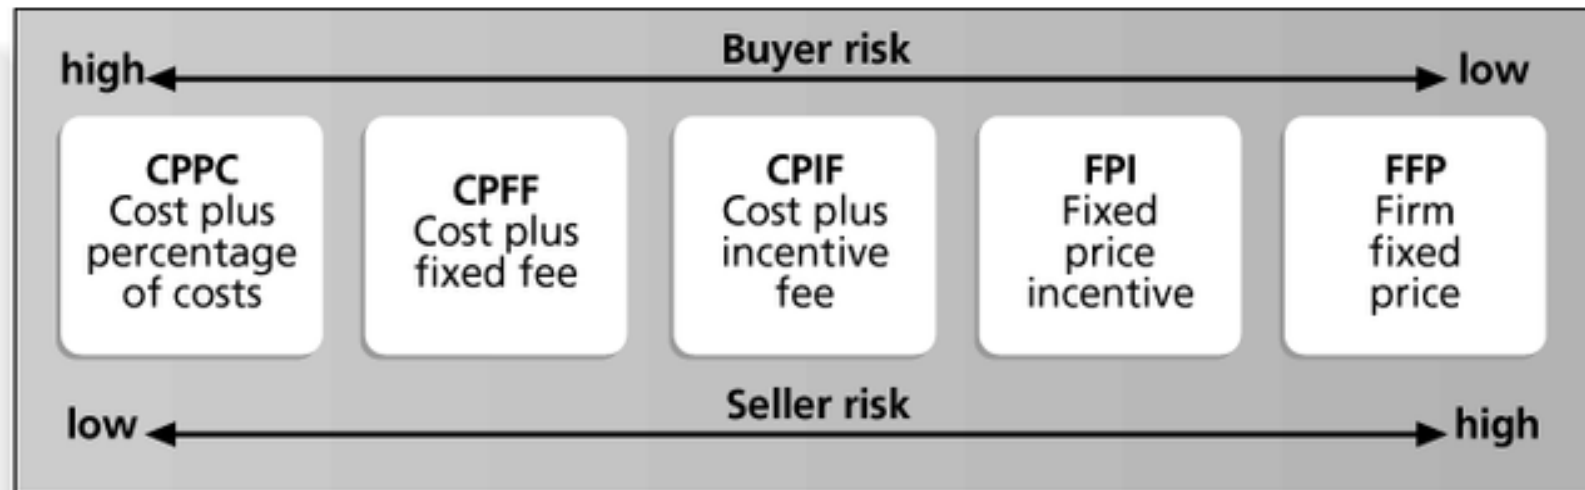 Buyer risk
high
low
CPPC
Cost plus
percentage
of costs
CPFF
Cost plus
fixed fee
CPIF
Cost plus
incentive
fee
FPI
Fixed
price
incentive
FFP
Firm
fixed
price
Seller risk
low
high